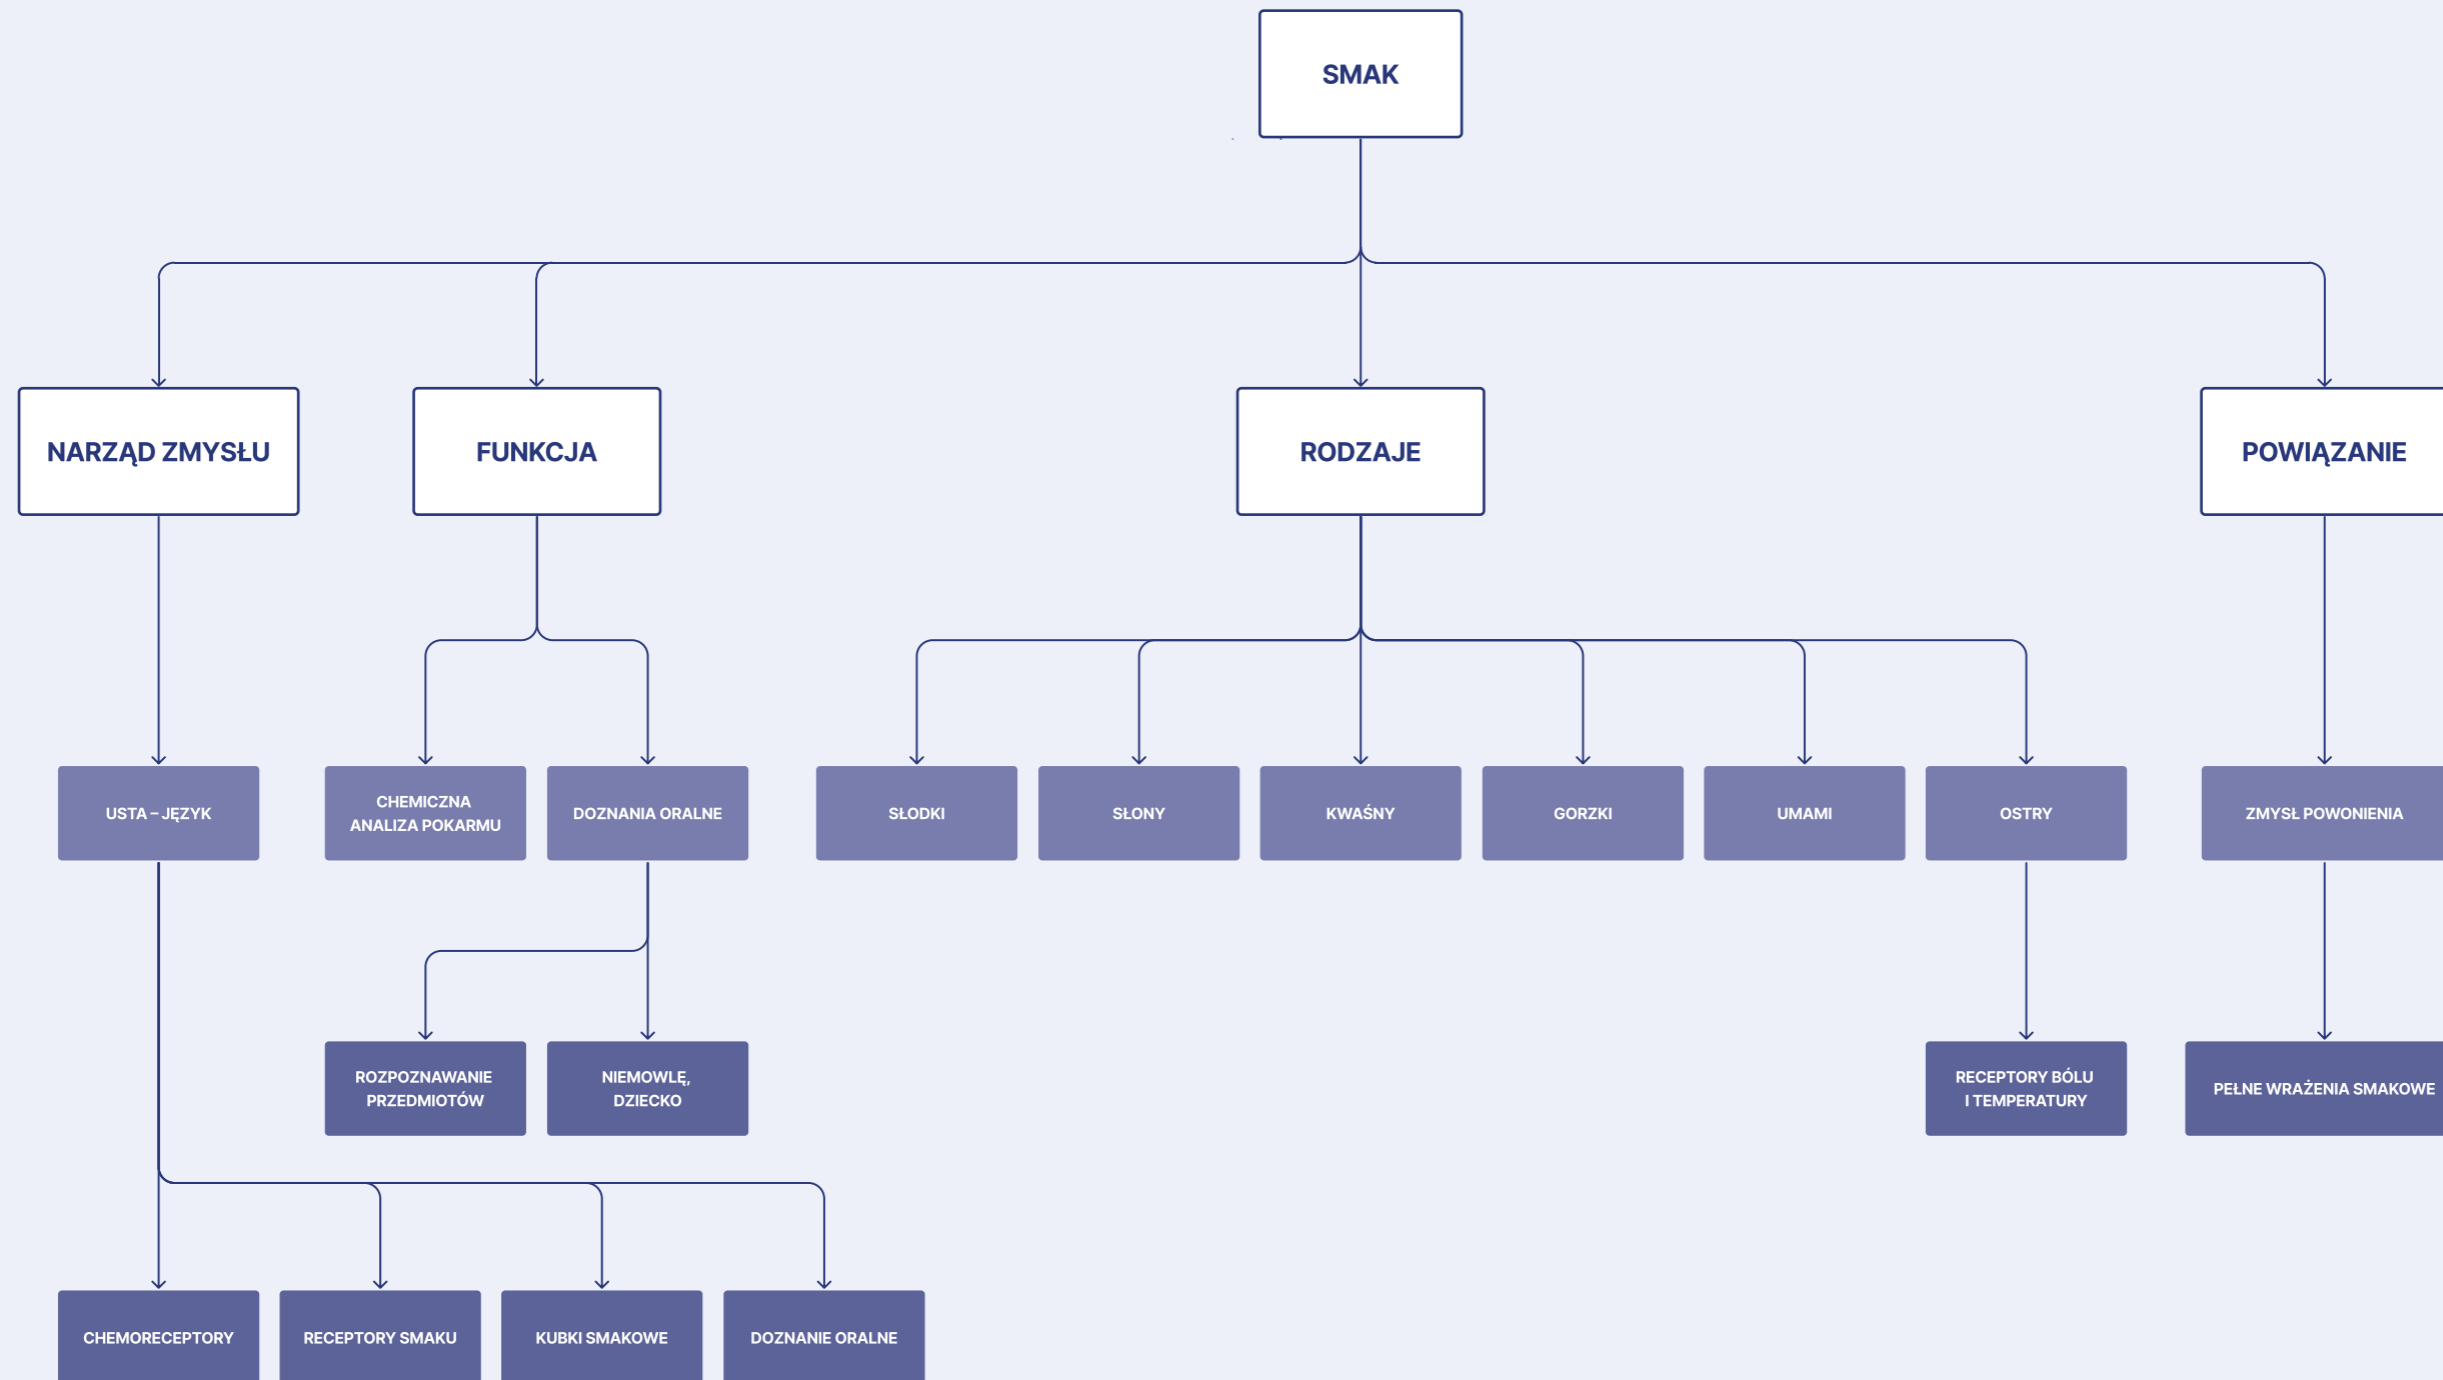 SMAK
NARZĄD ZMYSŁU
FUNKCJA
RODZAJE
POWIĄZANIE
USTA – JĘZYK
CHEMICZNA
ANALIZA POKARMU
DOZNANIA ORALNE
SŁODKI
SŁONY
KWAŚNY
GORZKI
UMAMI
OSTRY
ZMYSŁ POWONIENIA
ROZPOZNAWANIE
PRZEDMIOTÓW
NIEMOWLĘ,
DZIECKO
RECEPTORY BÓLU
I TEMPERATURY
PEŁNE WRAŻENIA SMAKOWE
CHEMORECEPTORY
RECEPTORY SMAKU
KUBKI SMAKOWE
DOZNANIE ORALNE